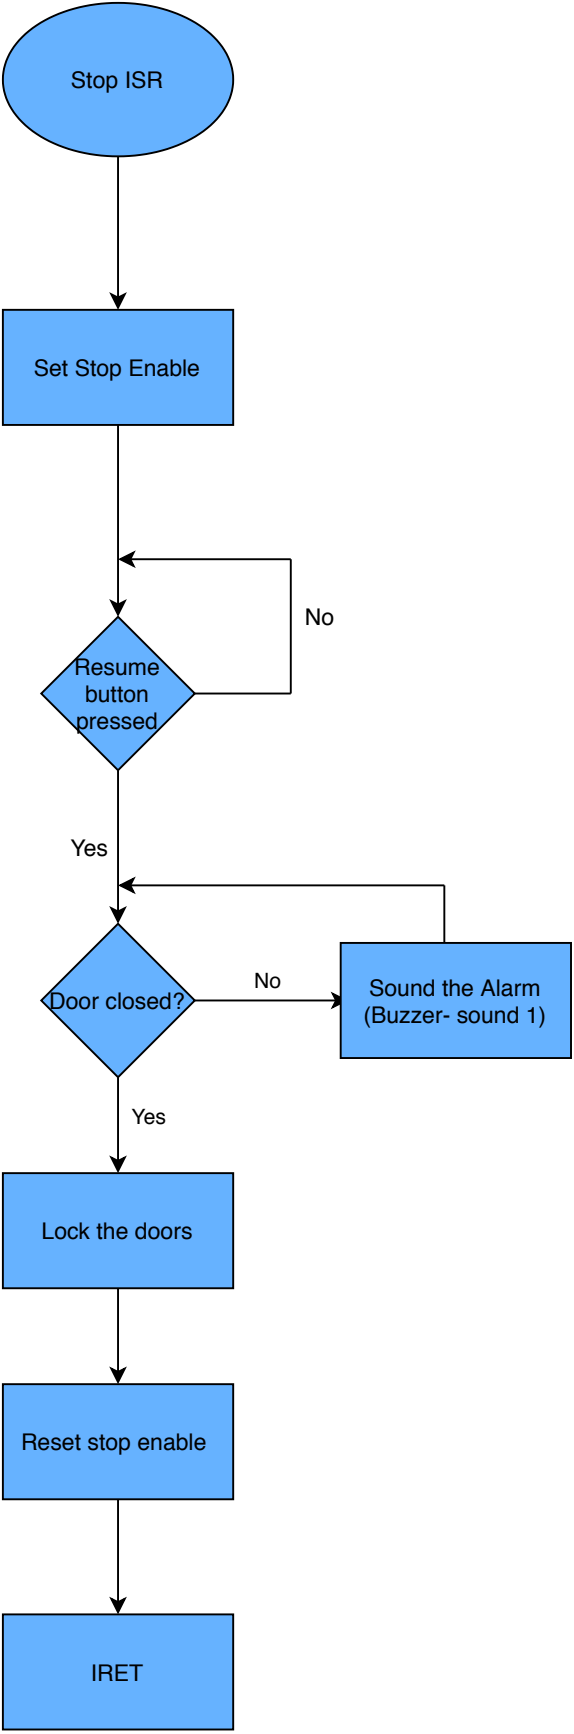 Stop ISR
Set Stop Enable
No
Resume
button
pressed
Yes
No
Door closed?
Sound the Alarm
(Buzzer- sound 1)
Yes
Lock the doors
Reset stop enable
IRET